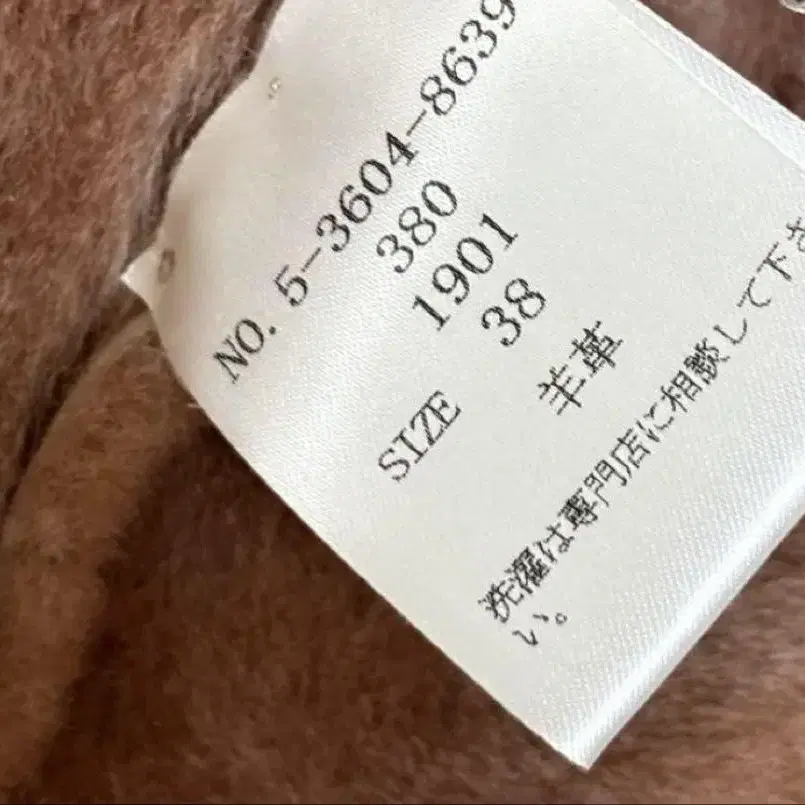 NO. 5-3604-8639
380
1901
SIZE 38
羊革
洗濯は専門店に相談して下さ
い。